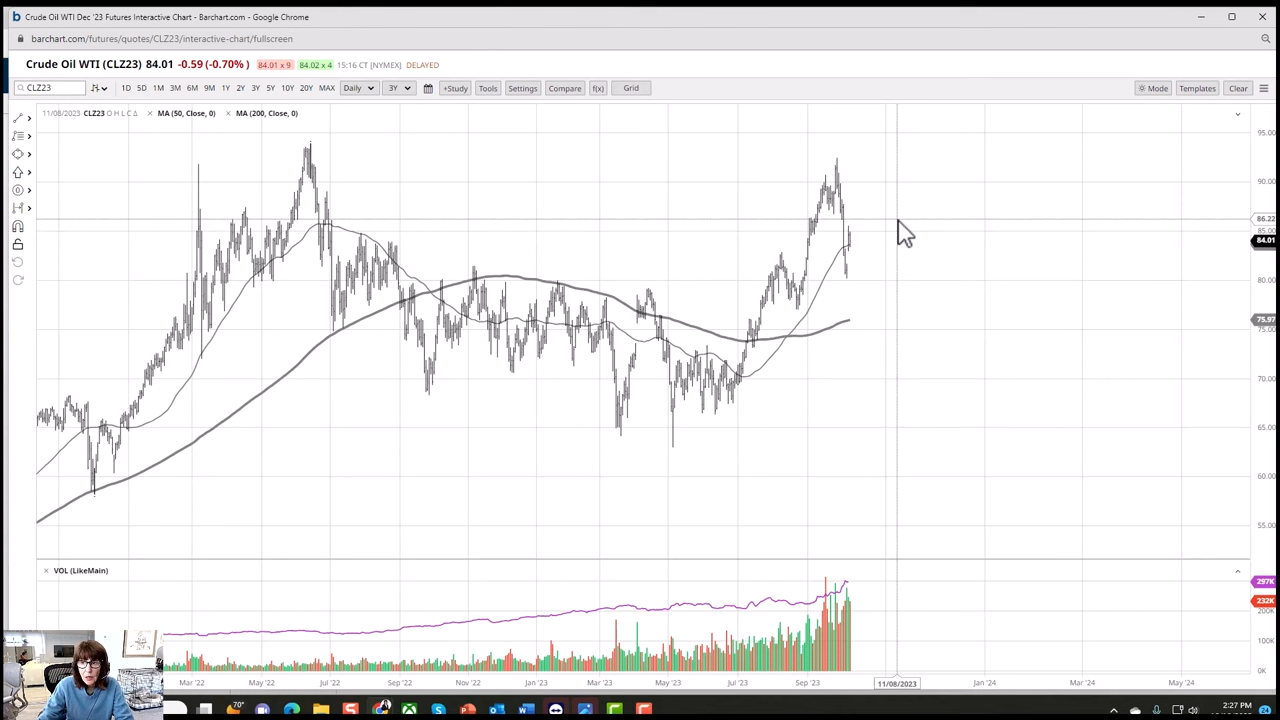 Crude Oil WTI Dec '23 Futures Interactive Chart - Barchart.com - Google Chrome
barchart.com/futures/quotes/CLZ23/interactive-chart/fullscreen
Crude Oil WTI (CLZ23) 84.01 -0.59 (-0.70%) 84.01 x 9 84.02 x 4 15:16 CT [NYMEX] DELAYED
CLZ23 1D 5D 1M 3M 6M 9M 1Y 2Y 3Y 5Y 10Y 20Y MAX Daily 3Y +Study Tools Settings Compare f(x) Grid Mode Templates Clear
11/08/2023 CLZ23 O H L C Δ × MA (50, Close, 0) × MA (200, Close, 0)
95.00
90.00
86.22
85.00
84.01
80.00
75.97
75.00
70.00
65.00
60.00
55.00
× VOL (LikeMain)
297K
232K
200K
100K
0K
Mar '22 May '22 Jul '22 Sep '22 Nov '22 Jan '23 Mar '23 May '23 Jul '23 Sep '23 11/08/2023 Jan '24 Mar '24 May '24
70° 2:27 PM